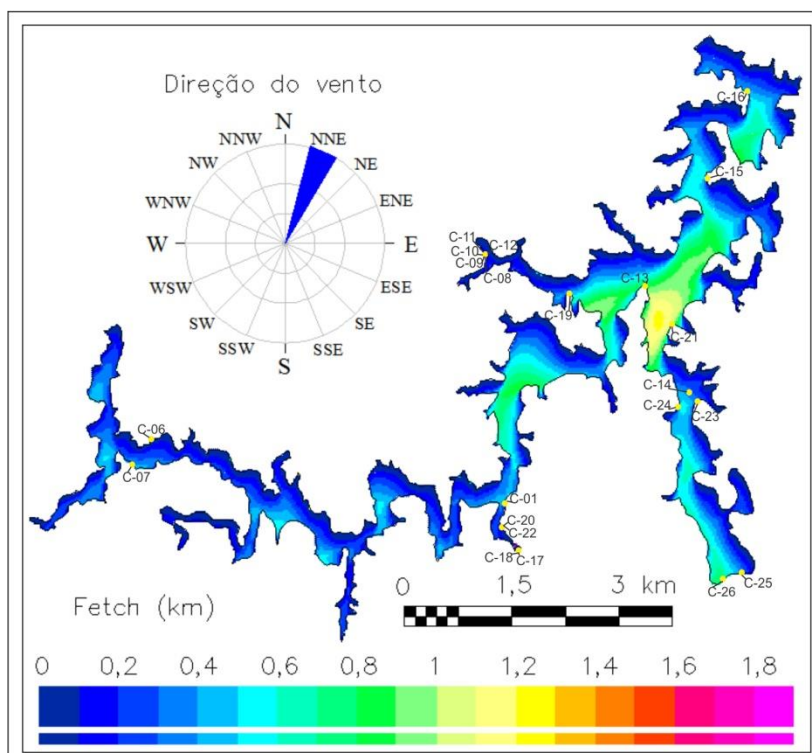 Direção do vento
N
NNW
NNE
NW
NE
WNW
ENE
W
E
WSW
ESE
SW
SE
SSW
SSE
S
C-16
C-15
C-11
C-12
C-10
C-09
C-08
C-13
C-19
C-21
C-14
C-24
C-23
C-06
C-07
C-01
C-20
C-22
C-18
C-17
C-26
C-25
0 1,5 3 km
Fetch (km)
0 0,2 0,4 0,6 0,8 1 1,2 1,4 1,6 1,8